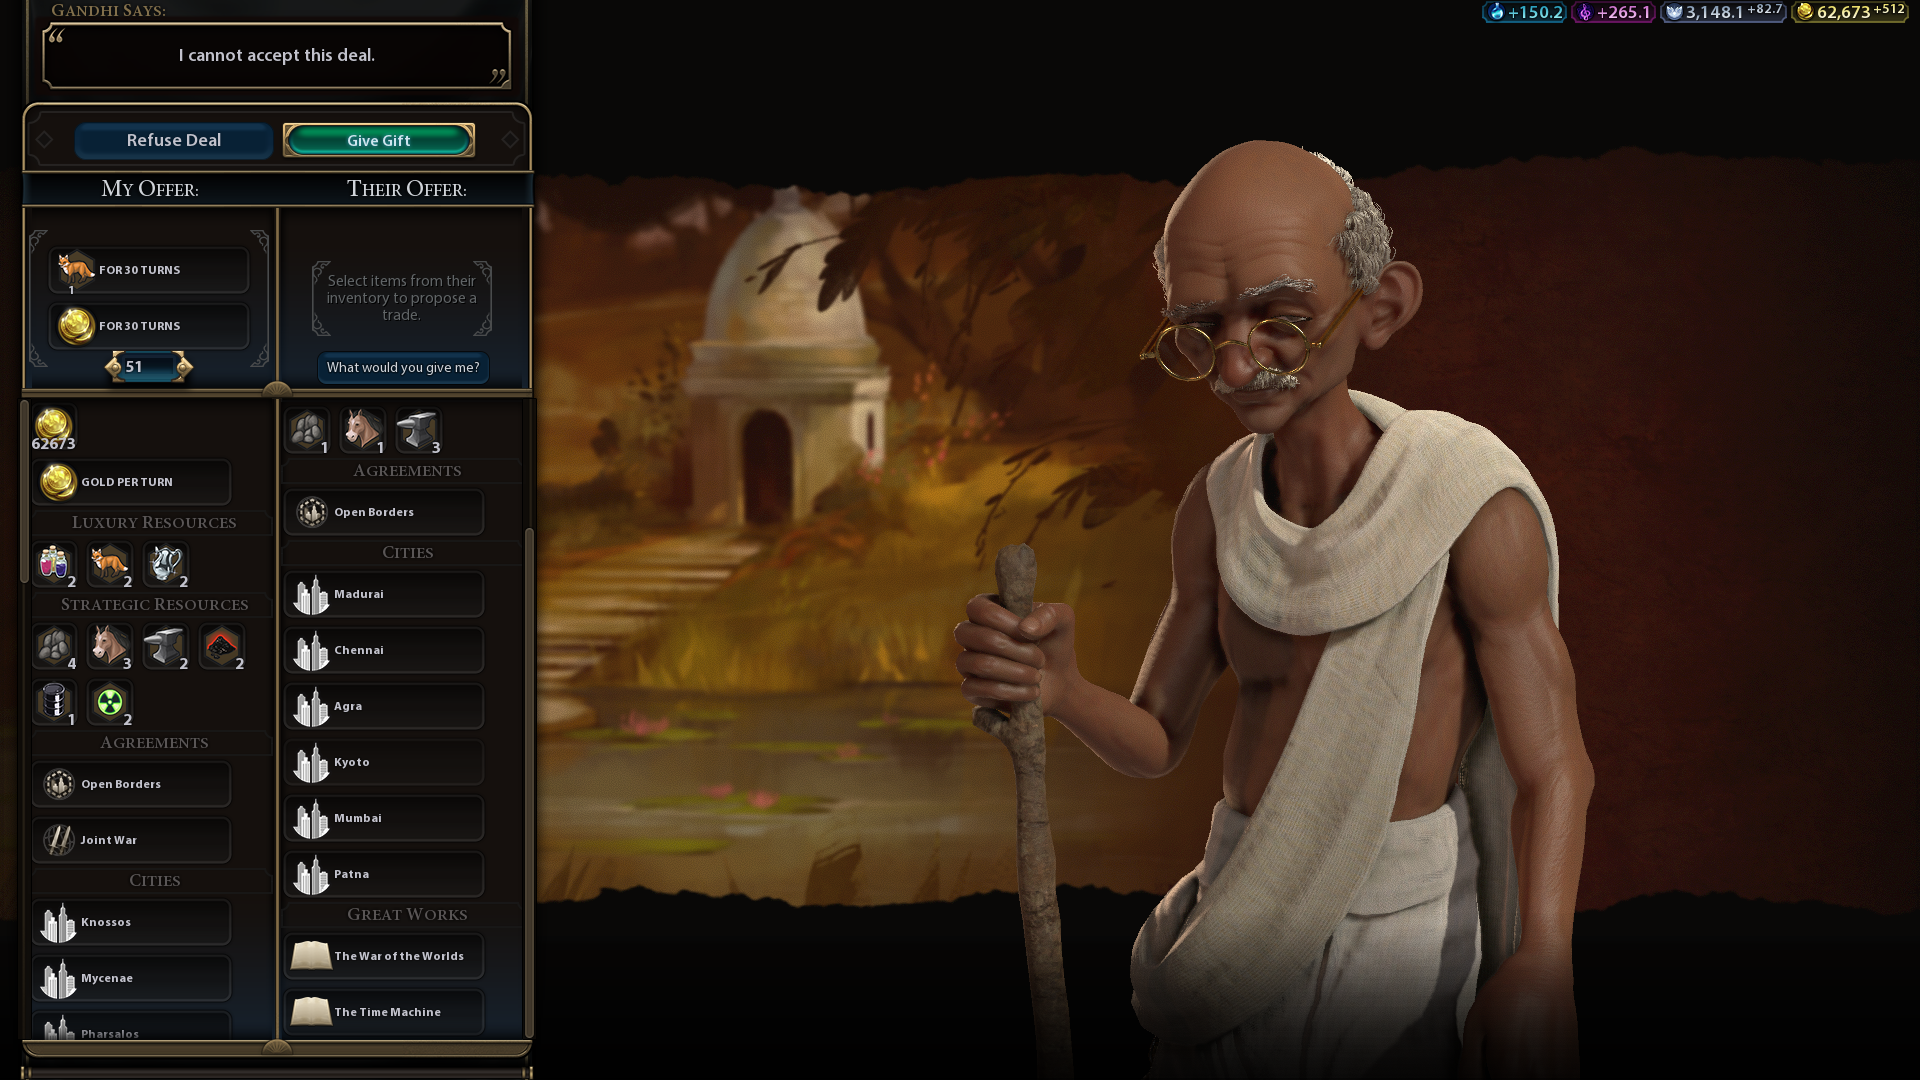 GANDHI SAYS:
+150.2 +265.1 3,148.1 +82.7 62,673 +512
“ I cannot accept this deal. ”
Refuse Deal Give Gift
MY OFFER: THEIR OFFER:
FOR 30 TURNS
1
FOR 30 TURNS
51
Select items from their
inventory to propose a
trade.
What would you give me?
62673
GOLD PER TURN
LUXURY RESOURCES
2 2 2
STRATEGIC RESOURCES
4 3 2 2
1 2
AGREEMENTS
Open Borders
Joint War
CITIES
Knossos
Mycenae
Pharsalos
1 1 3
AGREEMENTS
Open Borders
CITIES
Madurai
Chennai
Agra
Kyoto
Mumbai
Patna
GREAT WORKS
The War of the Worlds
The Time Machine